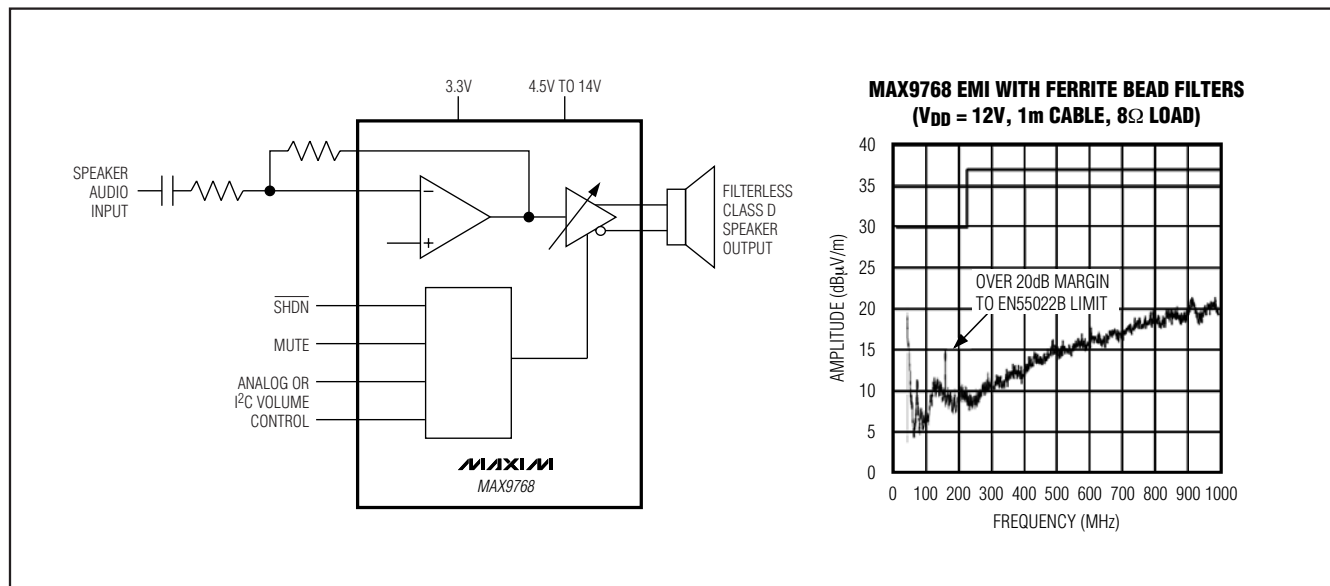 3.3V
4.5V TO 14V
SPEAKER
AUDIO
INPUT
−
+
FILTERLESS
CLASS D
SPEAKER
OUTPUT
SHDN
MUTE
ANALOG OR
I²C VOLUME
CONTROL
MAXIM
MAX9768
MAX9768 EMI WITH FERRITE BEAD FILTERS
(VDD = 12V, 1m CABLE, 8Ω LOAD)
AMPLITUDE (dBμV/m)
40
35
30
25
20
15
10
5
0
OVER 20dB MARGIN
TO EN55022B LIMIT
0 100 200 300 400 500 600 700 800 900 1000
FREQUENCY (MHz)